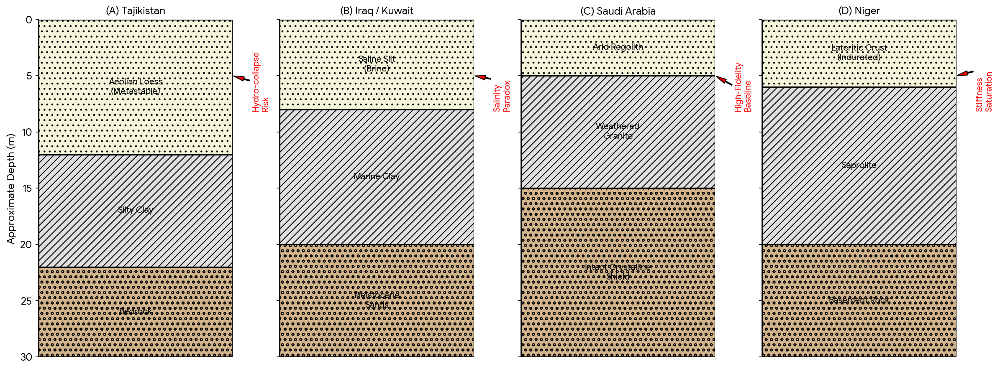 (A) Tajikistan
(B) Iraq / Kuwait
(C) Saudi Arabia
(D) Niger
Approximate Depth (m)
0
5
10
15
20
25
30
Aeolian Loess
(Metastable)
Silty Clay
Bedrock
Hydro-collapse
Risk
Saline Silt
(Brine)
Marine Clay
Pleistocene
Sands
Salinity
Paradox
Arid Regolith
Weathered
Granite
Intact Crystalline
Shield
High-Fidelity
Baseline
Lateritic Crust
(Indurated)
Saprolite
Basement Rock
Stiffness
Saturation